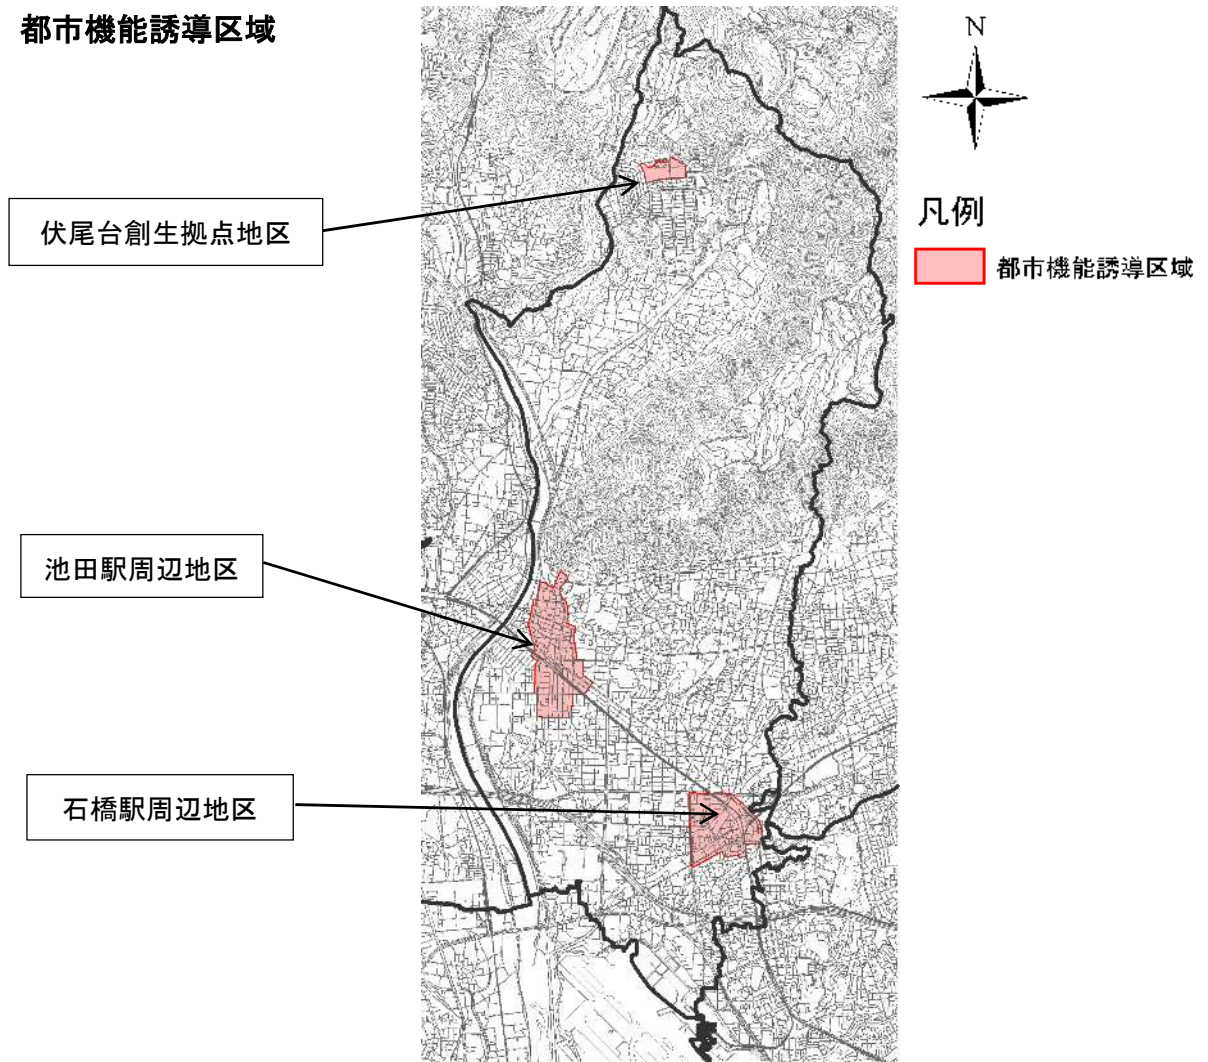 都市機能誘導区域
N
伏尾台創生拠点地区
凡例
都市機能誘導区域
池田駅周辺地区
石橋駅周辺地区